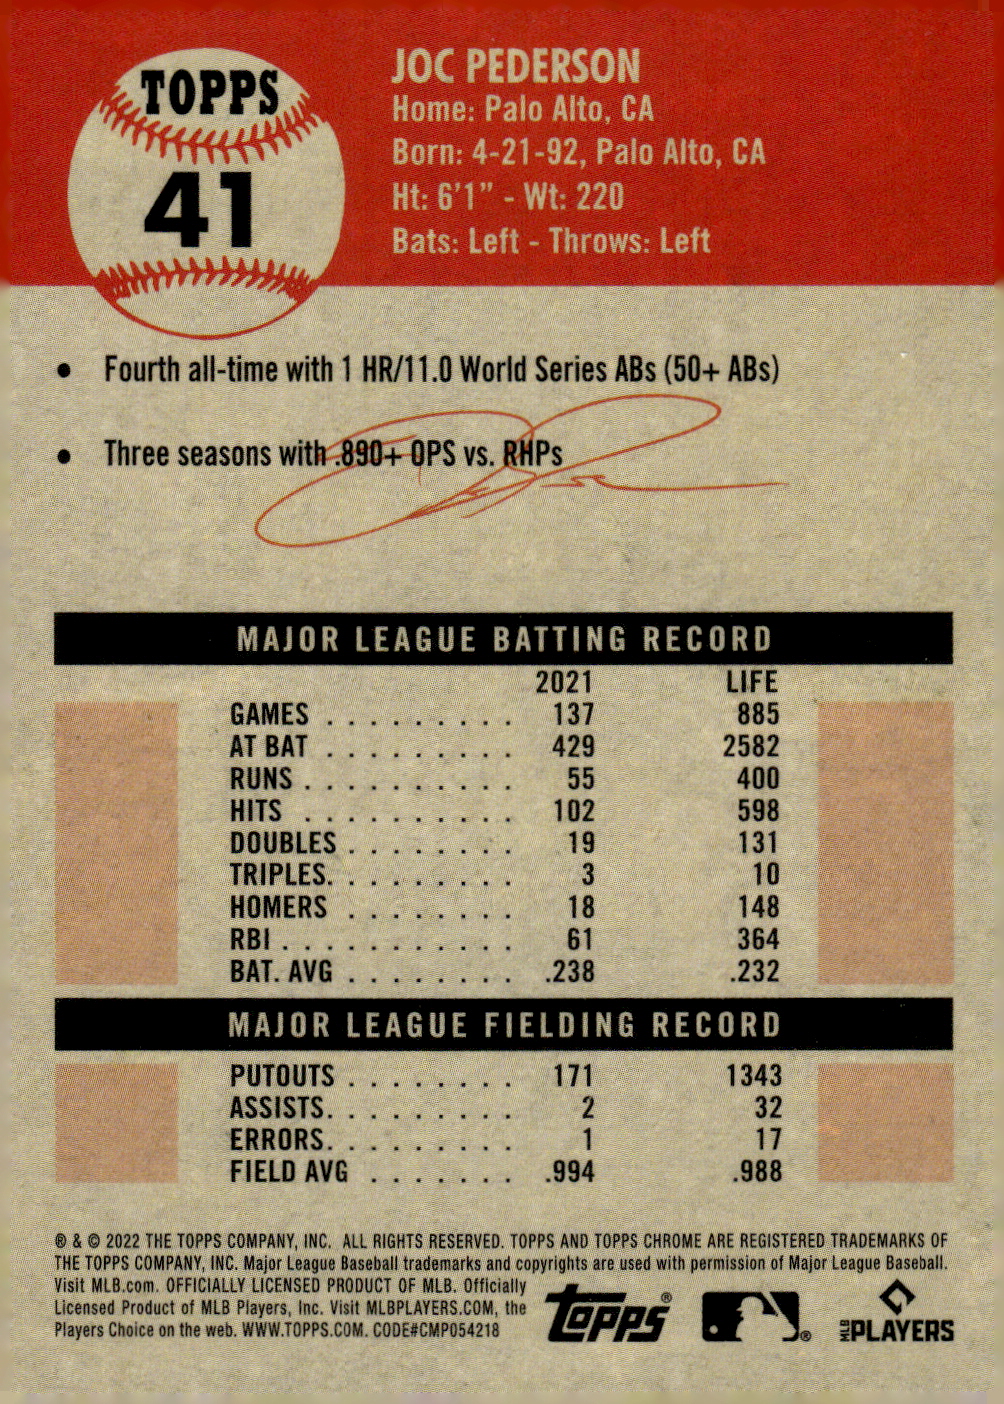 TOPPS
41
JOC PEDERSON
Home: Palo Alto, CA
Born: 4-21-92, Palo Alto, CA
Ht: 6'1" - Wt: 220
Bats: Left - Throws: Left
• Fourth all-time with 1 HR/11.0 World Series ABs (50+ ABs)
• Three seasons with .890+ OPS vs. RHPs
MAJOR LEAGUE BATTING RECORD
2021 LIFE
GAMES . . . . . . . . . 137 885
AT BAT . . . . . . . . . 429 2582
RUNS . . . . . . . . . . 55 400
HITS . . . . . . . . . . 102 598
DOUBLES . . . . . . . . 19 131
TRIPLES. . . . . . . . . 3 10
HOMERS . . . . . . . . 18 148
RBI . . . . . . . . . . . 61 364
BAT. AVG . . . . . . . . .238 .232
MAJOR LEAGUE FIELDING RECORD
PUTOUTS . . . . . . . . 171 1343
ASSISTS. . . . . . . . . 2 32
ERRORS. . . . . . . . . 1 17
FIELD AVG . . . . . . . .994 .988
® & © 2022 THE TOPPS COMPANY, INC. ALL RIGHTS RESERVED. TOPPS AND TOPPS CHROME ARE REGISTERED TRADEMARKS OF
THE TOPPS COMPANY, INC. Major League Baseball trademarks and copyrights are used with permission of Major League Baseball.
Visit MLB.com. OFFICIALLY LICENSED PRODUCT OF MLB. Officially
Licensed Product of MLB Players, Inc. Visit MLBPLAYERS.COM, the
Players Choice on the web. WWW.TOPPS.COM. CODE#CMP054218
Topps®
®
MLB PLAYERS